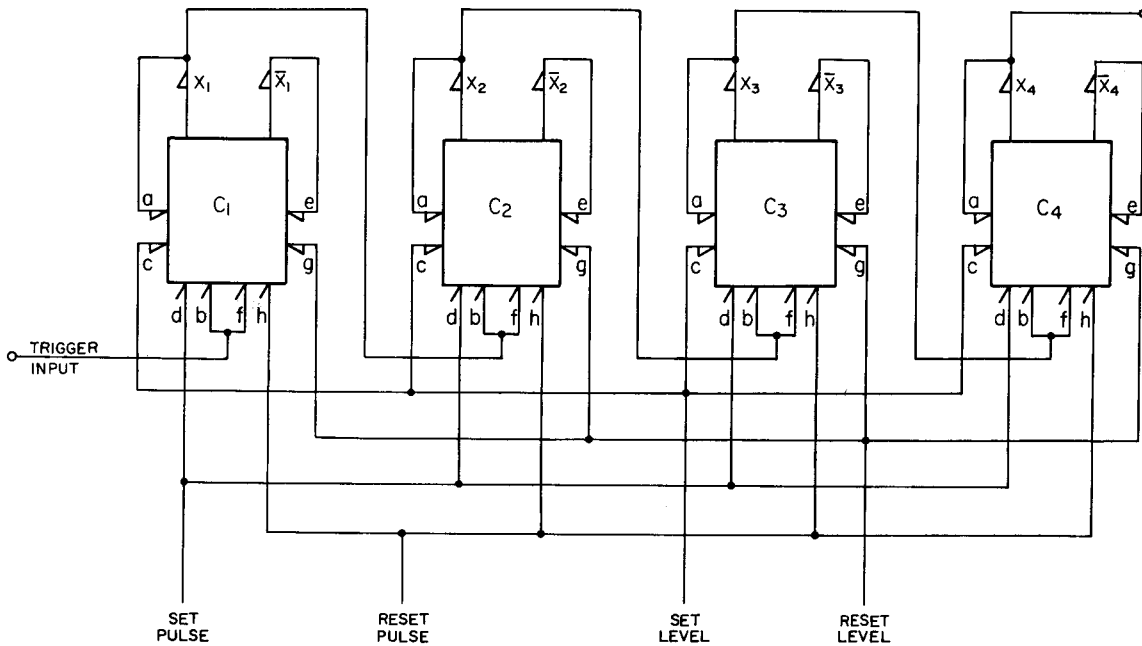 X₁ X̅₁ X₂ X̅₂ X₃ X̅₃ X₄ X̅₄
a C₁ e a C₂ e a C₃ e a C₄ e
c g c g c g c g
d b f h d b f h d b f h d b f h
TRIGGER
INPUT
SET
PULSE
RESET
PULSE
SET
LEVEL
RESET
LEVEL